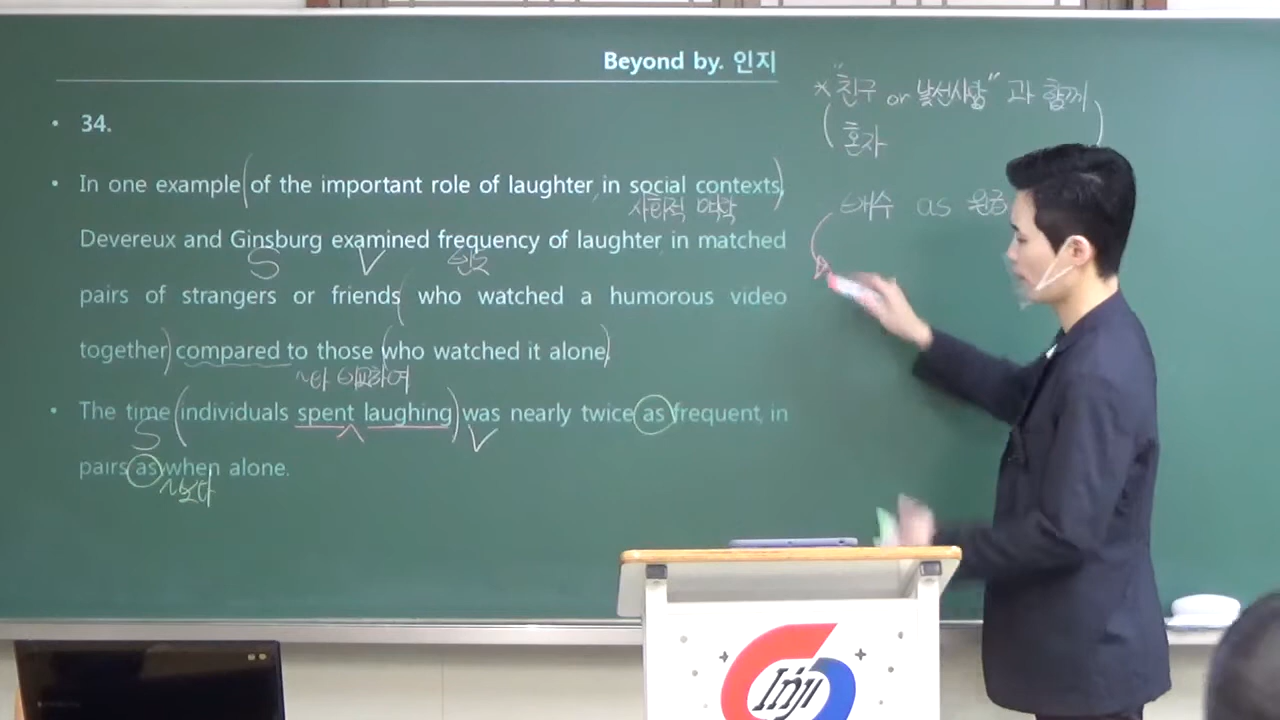 Beyond by. 인지
34.
In one example of the important role of laughter in social contexts,
사회적 맥락
Devereux and Ginsburg examined frequency of laughter in matched
S V 빈도
pairs of strangers or friends who watched a humorous video
together compared to those who watched it alone.
~와 비교하여
The time individuals spent laughing was nearly twice as frequent in
S V
pairs as when alone.
~보다
* "친구 or 낯선사람" 과 함께
혼자
배수 as 원급
Inji